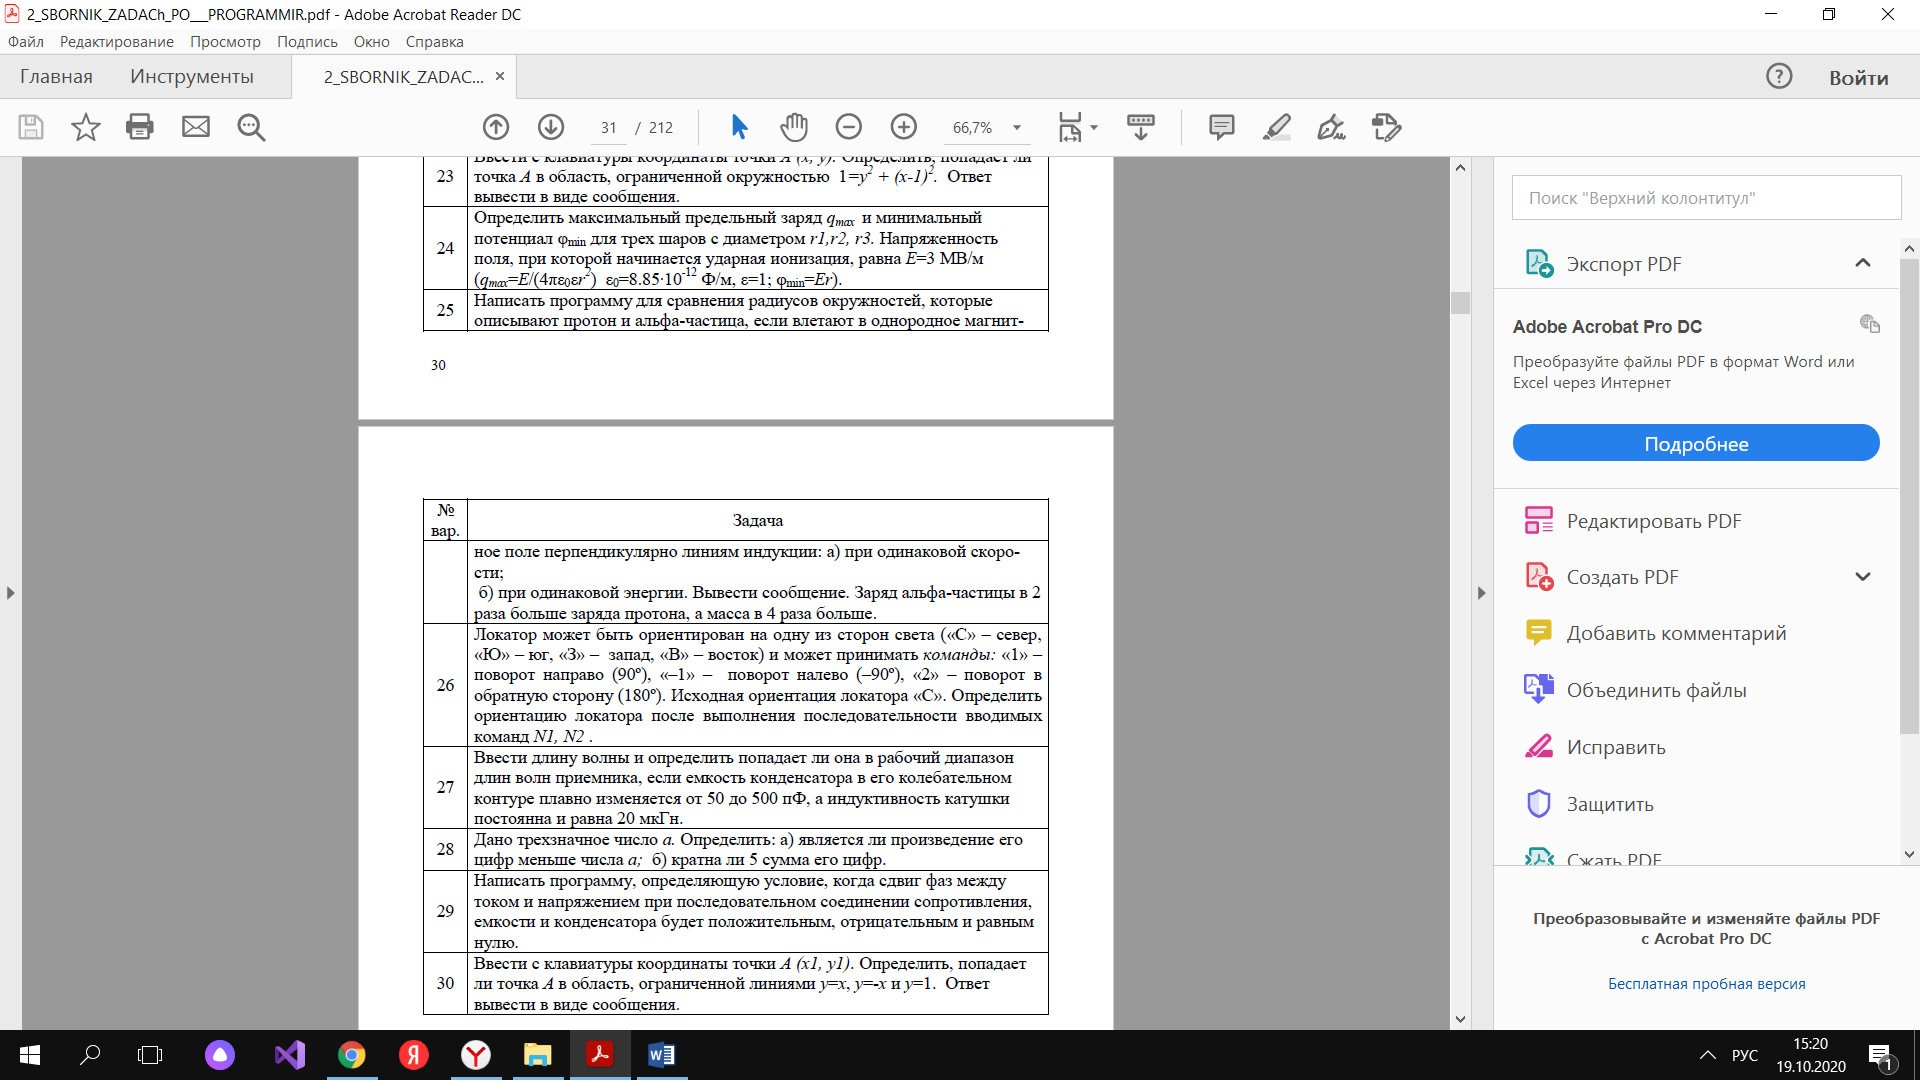 2_SBORNIK_ZADACh_PO___PROGRAMMIR.pdf - Adobe Acrobat Reader DC
Файл Редактирование Просмотр Подпись Окно Справка
Главная Инструменты 2_SBORNIK_ZADAC... × Войти
31 / 212 66,7%
Ввести с клавиатуры координаты точки A (x, y). Определить, попадает ли
23 точка A в область, ограниченной окружностью 1=y² + (x-1)². Ответ
вывести в виде сообщения.
Определить максимальный предельный заряд qmax и минимальный
потенциал φmin для трех шаров с диаметром r1,r2, r3. Напряженность
24
поля, при которой начинается ударная ионизация, равна E=3 МВ/м
(qmax=E/(4πε0εr²) ε0=8.85·10⁻¹² Ф/м, ε=1; φmin=Er).
25 Написать программу для сравнения радиусов окружностей, которые
описывают протон и альфа-частица, если влетают в однородное магнит-
30
№
вар.
Задача
ное поле перпендикулярно линиям индукции: а) при одинаковой скоро-
сти;
б) при одинаковой энергии. Вывести сообщение. Заряд альфа-частицы в 2
раза больше заряда протона, а масса в 4 раза больше.
Локатор может быть ориентирован на одну из сторон света («С» – север,
«Ю» – юг, «З» – запад, «В» – восток) и может принимать команды: «1» –
поворот направо (90º), «–1» – поворот налево (–90º), «2» – поворот в
26
обратную сторону (180º). Исходная ориентация локатора «С». Определить
ориентацию локатора после выполнения последовательности вводимых
команд N1, N2 .
Ввести длину волны и определить попадает ли она в рабочий диапазон
длин волн приемника, если емкость конденсатора в его колебательном
27
контуре плавно изменяется от 50 до 500 пФ, а индуктивность катушки
постоянна и равна 20 мкГн.
28 Дано трехзначное число a. Определить: а) является ли произведение его
цифр меньше числа a; б) кратна ли 5 сумма его цифр.
Написать программу, определяющую условие, когда сдвиг фаз между
током и напряжением при последовательном соединении сопротивления,
29
емкости и конденсатора будет положительным, отрицательным и равным
нулю.
Ввести с клавиатуры координаты точки A (x1, y1). Определить, попадает
30 ли точка A в область, ограниченной линиями y=x, y=-x и y=1. Ответ
вывести в виде сообщения.
Поиск "Верхний колонтитул"
Экспорт PDF
Adobe Acrobat Pro DC
Преобразуйте файлы PDF в формат Word или
Excel через Интернет
Подробнее
Редактировать PDF
Создать PDF
Добавить комментарий
Объединить файлы
Исправить
Защитить
Сжать PDF
Преобразовывайте и изменяйте файлы PDF
с Acrobat Pro DC
Бесплатная пробная версия
РУС
15:20
19.10.2020
1